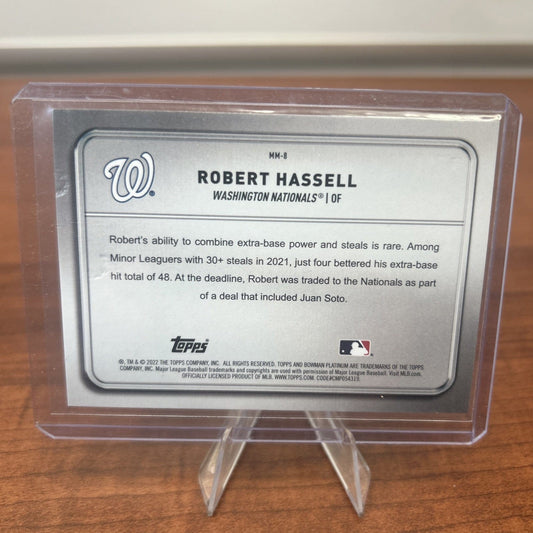 MM-8
W®
ROBERT HASSELL
WASHINGTON NATIONALS® | OF
Robert's ability to combine extra-base power and steals is rare. Among
Minor Leaguers with 30+ steals in 2021, just four bettered his extra-base
hit total of 48. At the deadline, Robert was traded to the Nationals as part
of a deal that included Juan Soto.
Topps®
®, TM & © 2022 THE TOPPS COMPANY, INC. ALL RIGHTS RESERVED. TOPPS AND BOWMAN PLATINUM ARE TRADEMARKS OF THE TOPPS
COMPANY, INC. Major League Baseball trademarks and copyrights are used with permission of Major League Baseball. Visit MLB.com.
OFFICIALLY LICENSED PRODUCT OF MLB. WWW.TOPPS.COM. CODE#CMP054323.